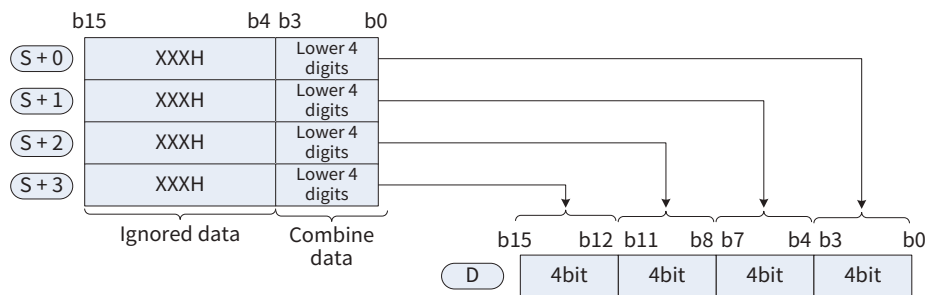 b15 b4 b3 b0
S + 0 XXXH Lower 4
digits
S + 1 XXXH Lower 4
digits
S + 2 XXXH Lower 4
digits
S + 3 XXXH Lower 4
digits
Ignored data Combine
data
b15 b12 b11 b8 b7 b4 b3 b0
D 4bit 4bit 4bit 4bit